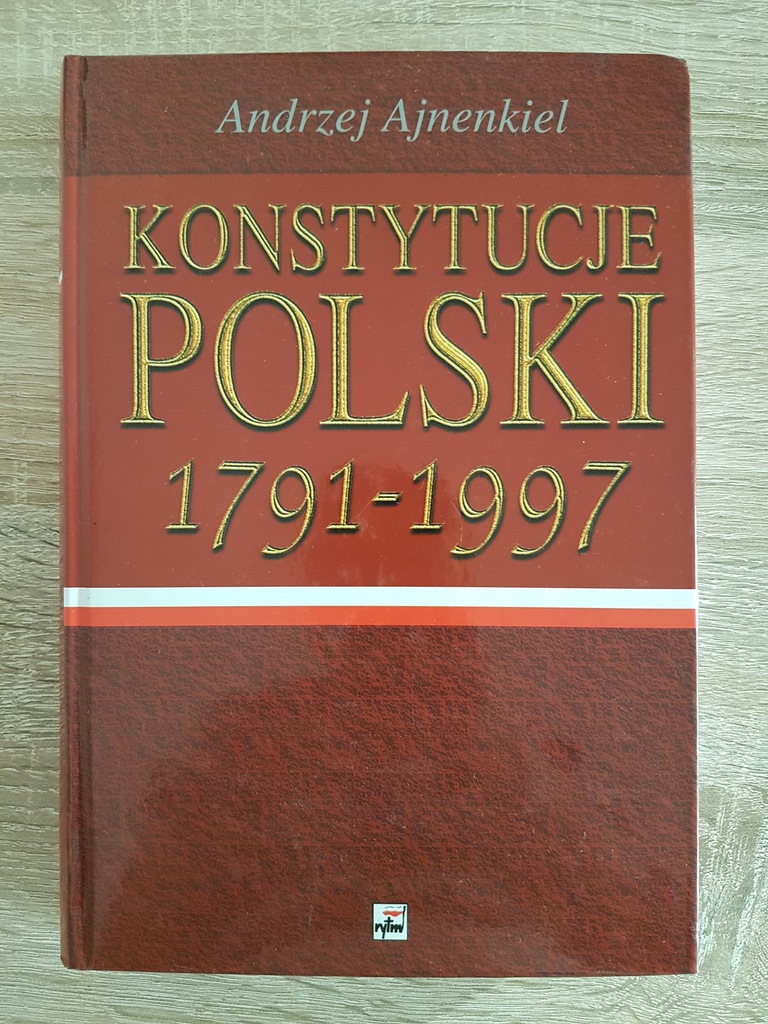 Andrzej Ajnenkiel
KONSTYTUCJE
POLSKI
1791-1997
rytm